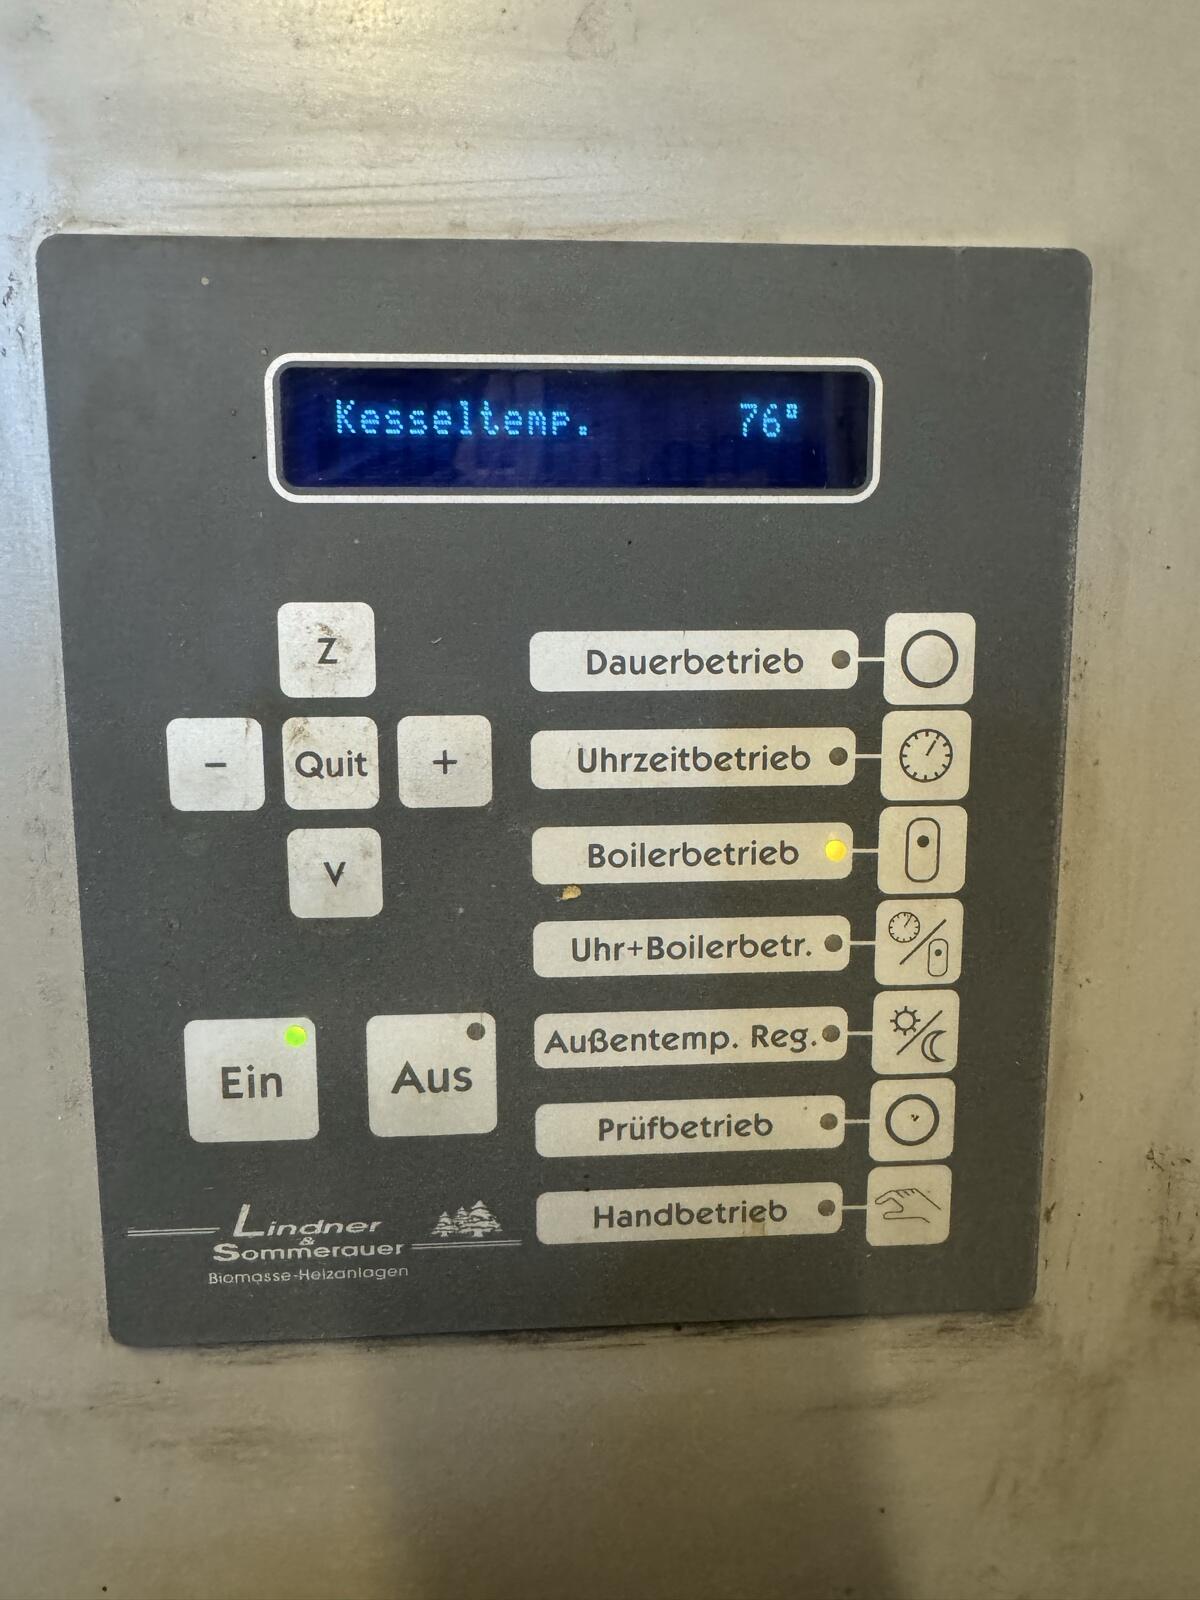 Kesseltemp. 76°
Z
- Quit +
V
Ein Aus
Dauerbetrieb
Uhrzeitbetrieb
Boilerbetrieb
Uhr+Boilerbetr.
Außentemp. Reg.
Prüfbetrieb
Handbetrieb
Lindner
&
Sommerauer
Biomasse-Heizanlagen